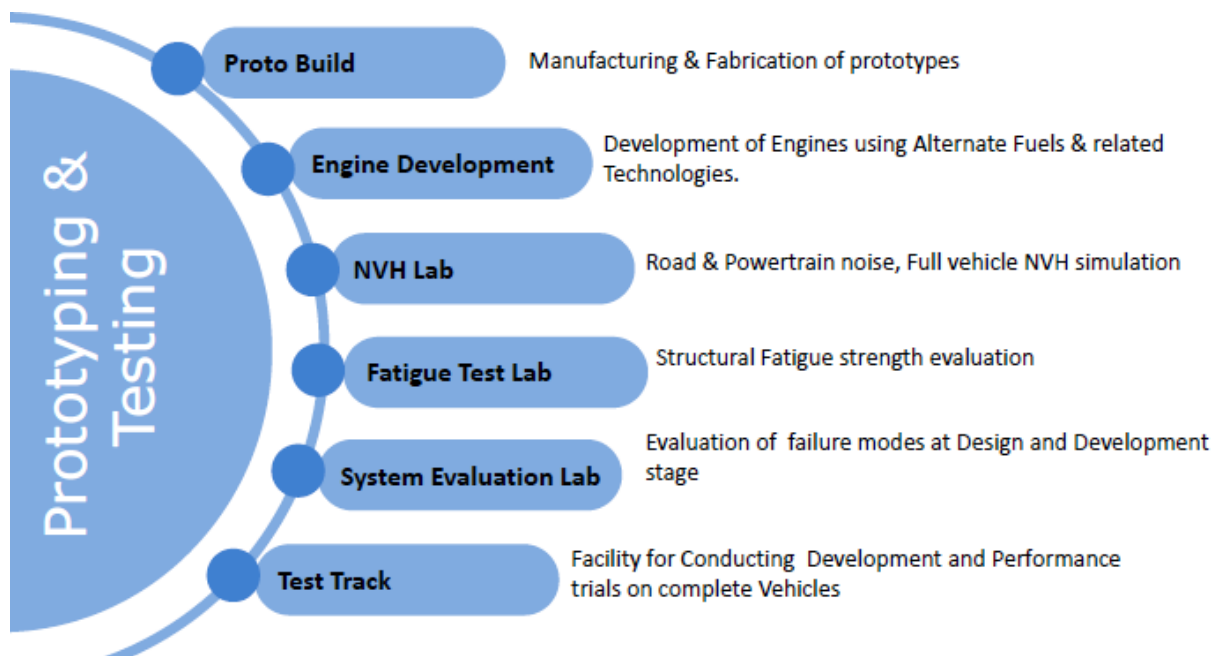 Prototyping &
Testing
Proto Build
Manufacturing & Fabrication of prototypes
Engine Development
Development of Engines using Alternate Fuels & related
Technologies.
NVH Lab
Road & Powertrain noise, Full vehicle NVH simulation
Fatigue Test Lab
Structural Fatigue strength evaluation
System Evaluation Lab
Evaluation of failure modes at Design and Development
stage
Test Track
Facility for Conducting Development and Performance
trials on complete Vehicles